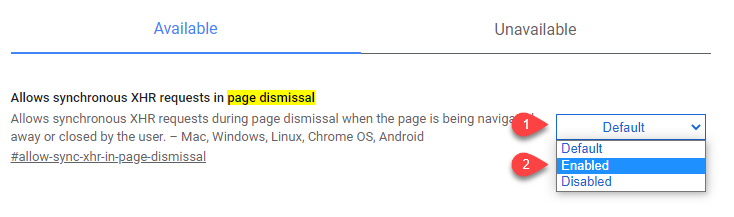 Available
Unavailable
Allows synchronous XHR requests in page dismissal
Allows synchronous XHR requests during page dismissal when the page is being
away or closed by the user. – Mac, Windows, Linux, Chrome OS, Android
#allow-sync-xhr-in-page-dismissal
1
Default
Default
2
Enabled
Disabled